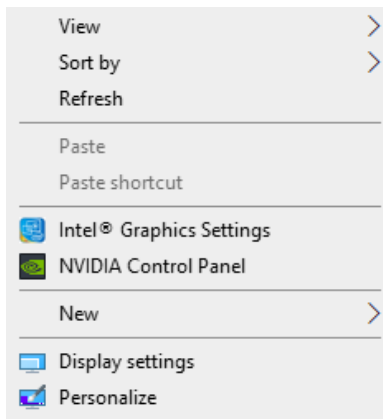 View
Sort by
Refresh
Paste
Paste shortcut
Intel® Graphics Settings
NVIDIA Control Panel
New
Display settings
Personalize